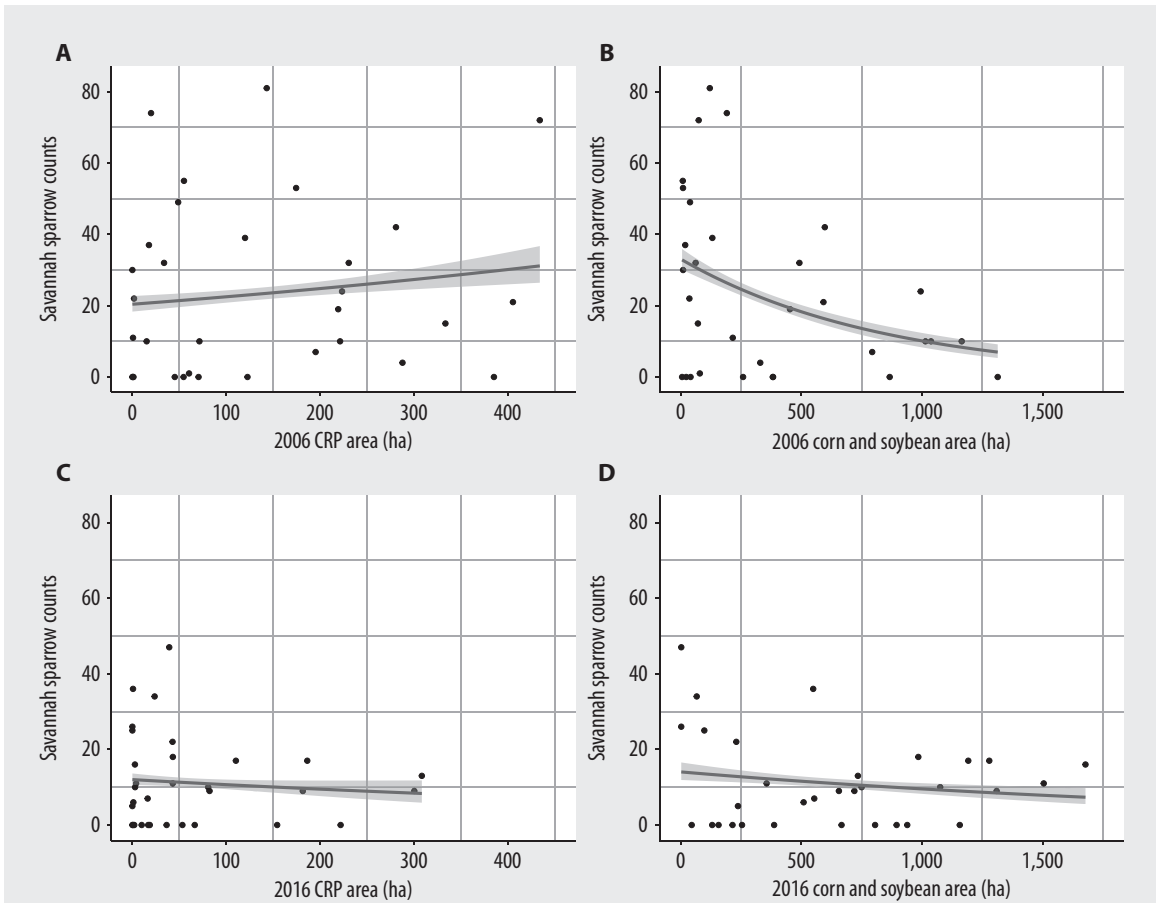 A
80
60
40
20
0
Savannah sparrow counts
0 100 200 300 400
2006 CRP area (ha)
B
80
60
40
20
0
Savannah sparrow counts
0 500 1,000 1,500
2006 corn and soybean area (ha)
C
80
60
40
20
0
Savannah sparrow counts
0 100 200 300 400
2016 CRP area (ha)
D
80
60
40
20
0
Savannah sparrow counts
0 500 1,000 1,500
2016 corn and soybean area (ha)